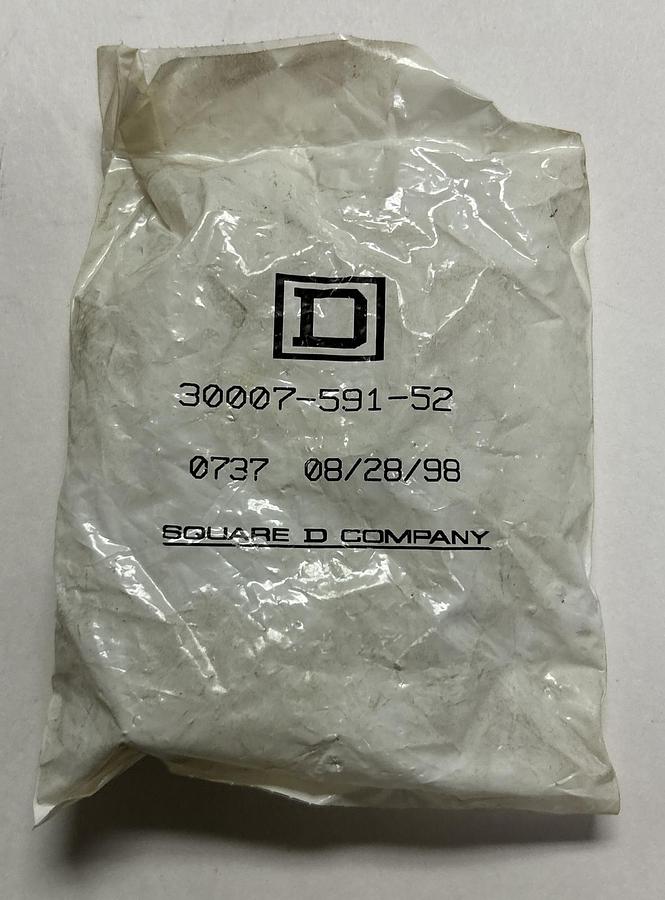 D
30007-591-52
0737 08/28/98
SQUARE D COMPANY